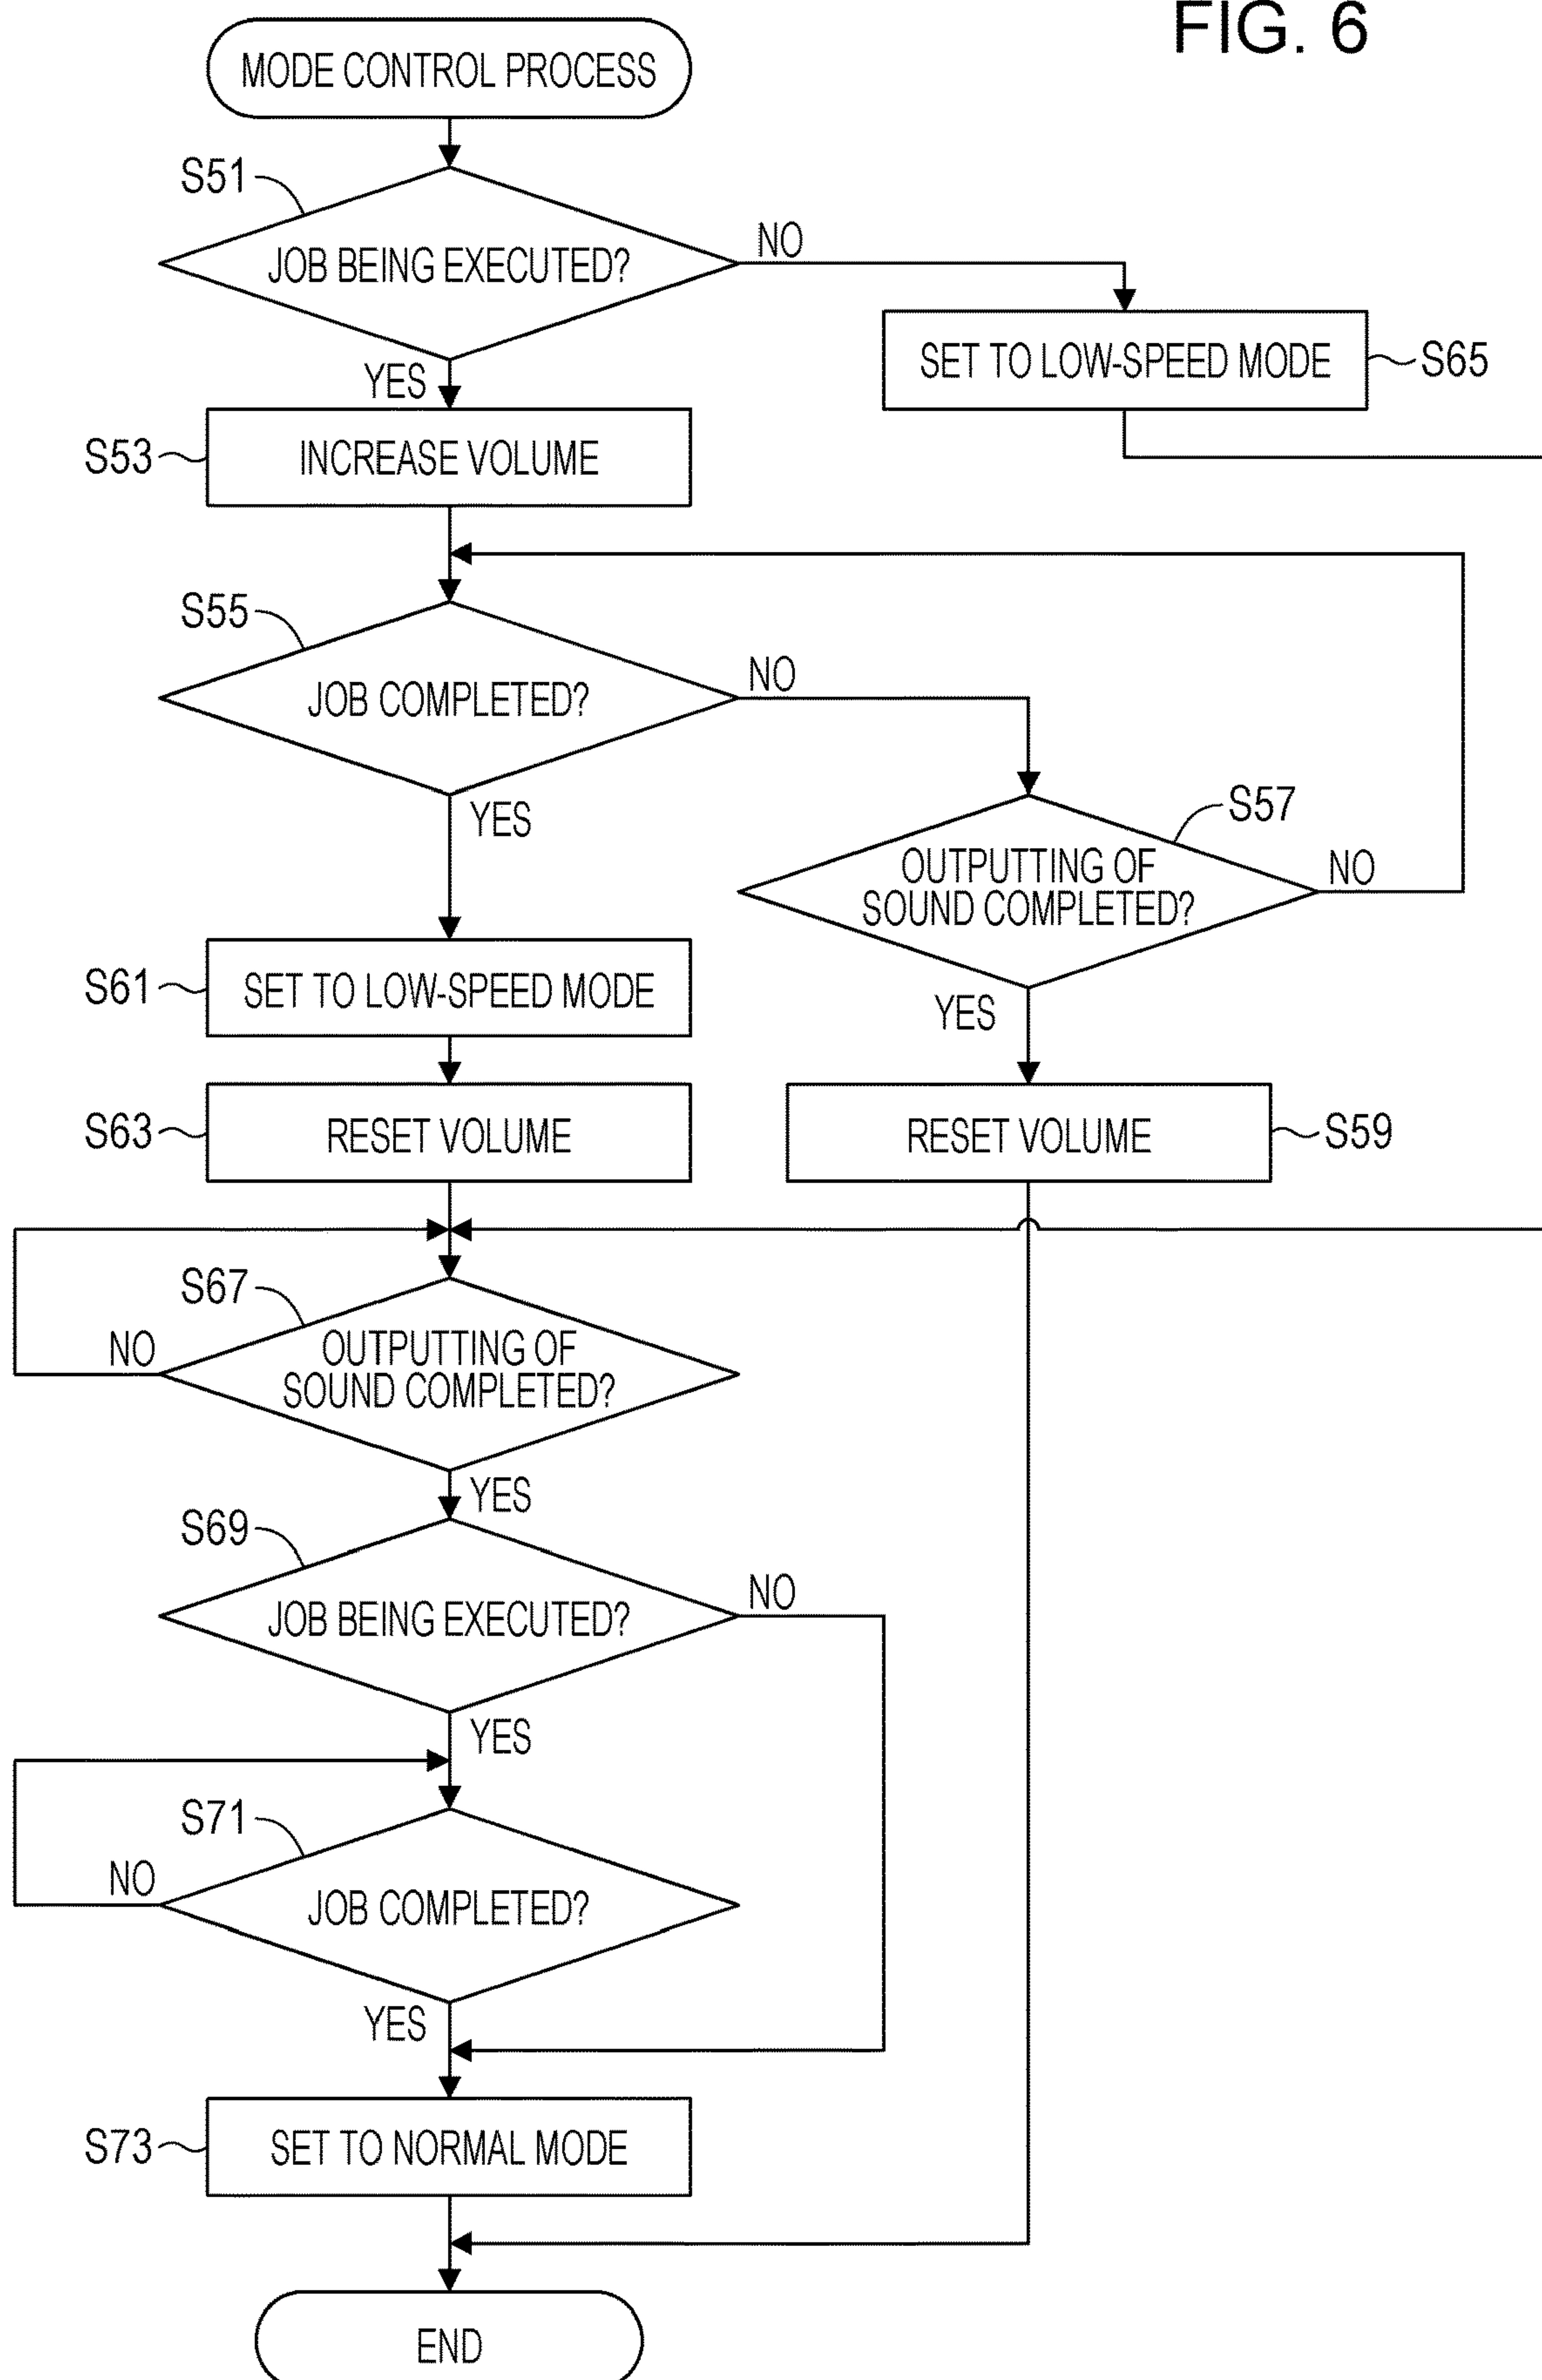 FIG. 6
MODE CONTROL PROCESS
S51
JOB BEING EXECUTED?
NO
YES
SET TO LOW-SPEED MODE
S65
S53
INCREASE VOLUME
S55
JOB COMPLETED?
NO
YES
S57
OUTPUTTING OF
SOUND COMPLETED?
NO
YES
S61
SET TO LOW-SPEED MODE
S63
RESET VOLUME
RESET VOLUME
S59
S67
OUTPUTTING OF
SOUND COMPLETED?
NO
YES
S69
JOB BEING EXECUTED?
NO
YES
S71
JOB COMPLETED?
NO
YES
S73
SET TO NORMAL MODE
END